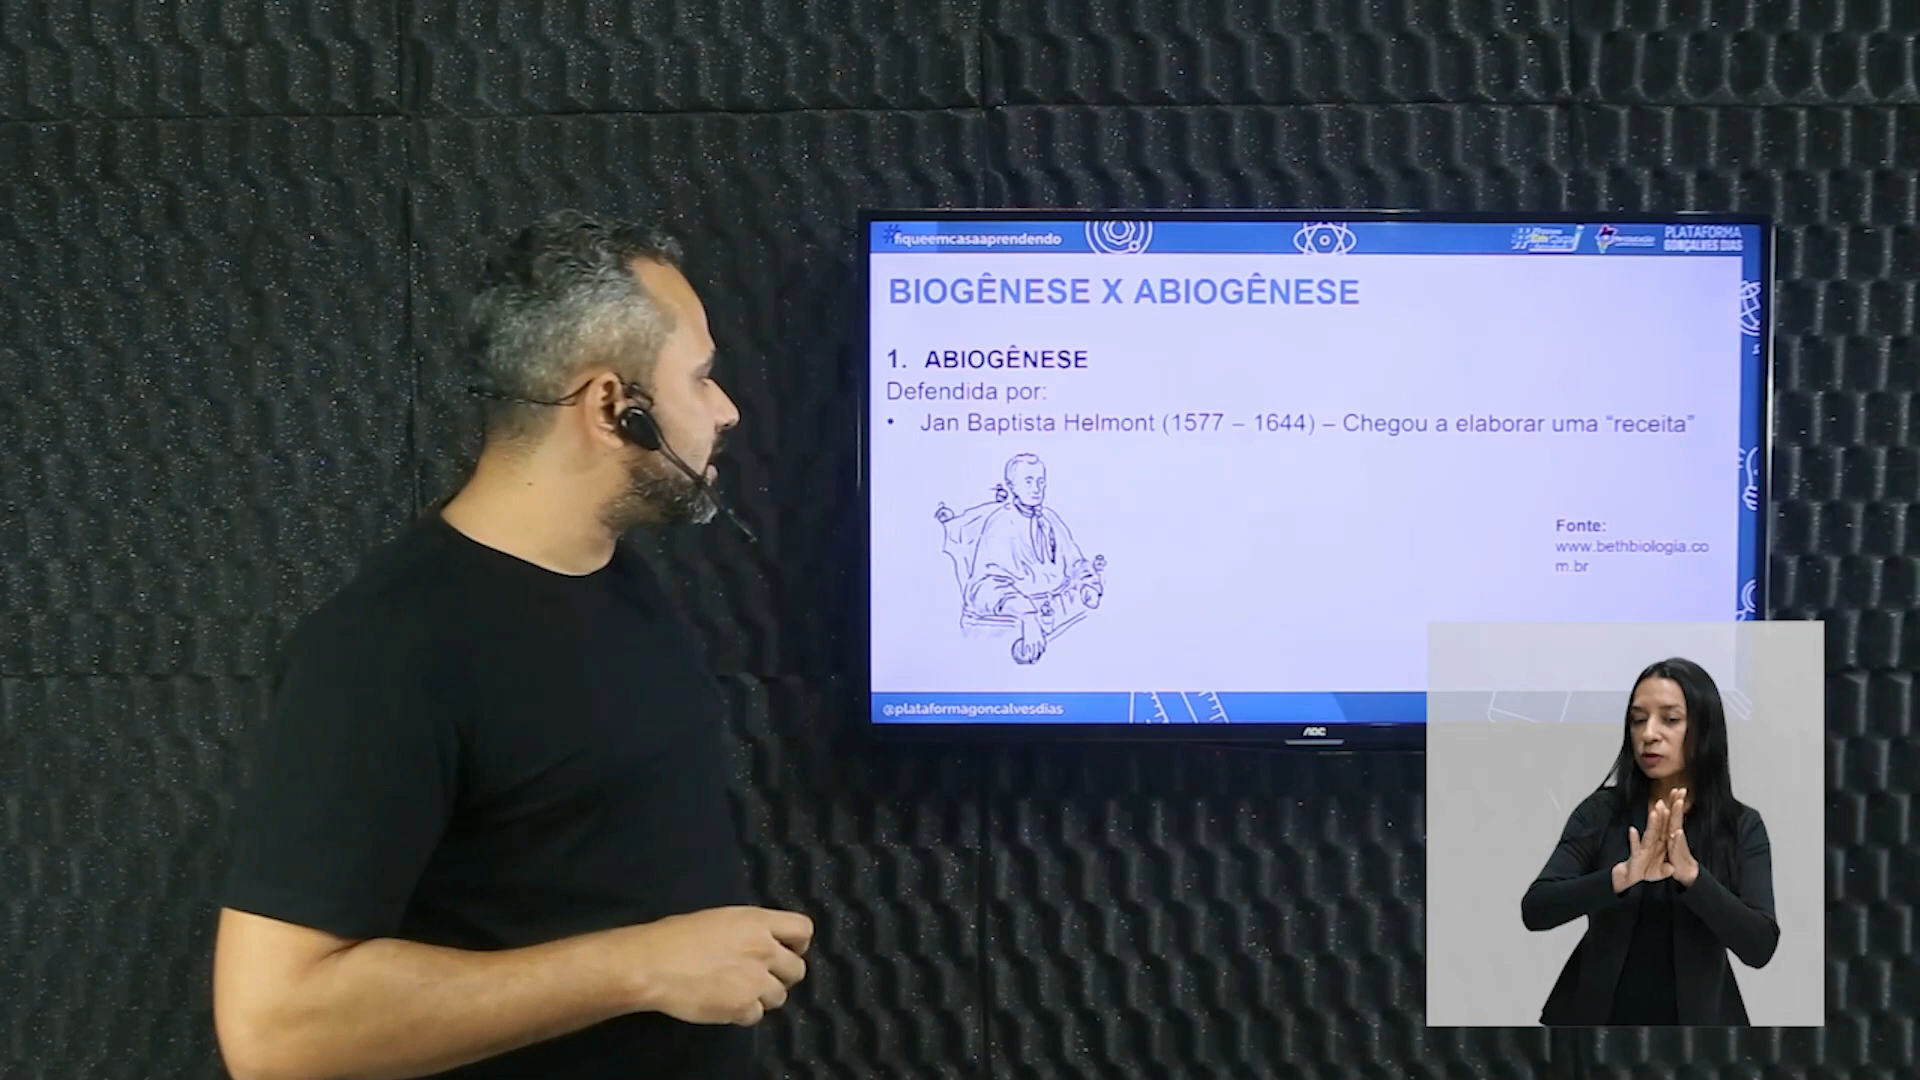 #fiqueemcasaaprendendo
PLATAFORMA
GONÇALVES DIAS
BIOGÊNESE X ABIOGÊNESE
1. ABIOGÊNESE
Defendida por:
• Jan Baptista Helmont (1577 – 1644) – Chegou a elaborar uma “receita”
Fonte:
www.bethbiologia.co
m.br
@plataformagoncalvesdias
AOC